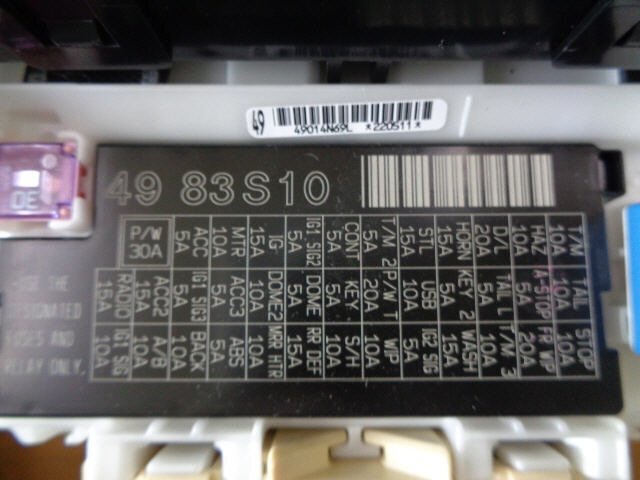 49
49014N69L *220511*
49 83S10
T/M TAIL STOP
10A 10A 10A
HAZ A-STOP FR WIP
10A 5A 20A
D/L TAIL L T/M 3
20A 5A 10A
HORN KEY 2 WASH
15A 5A 15A
STL USB IG2 SIG
15A 10A 5A
T/M 2 P/W T WIP
5A 20A 10A
CONT KEY S/H
5A 5A 10A
IG1 SIG2 DOME RR DEF
5A 5A 15A
IG DOME2 MRR HTR
15A 10A 10A
MTR ACC3 ABS
10A 5A 5A
ACC IG1 SIG3 BACK
5A 5A 10A
P/W
30A
ACC2 A/B
15A 10A
RADIO IG1 SIG
15A 10A
USE THE
DESIGNATED
FUSES AND
RELAY ONLY.